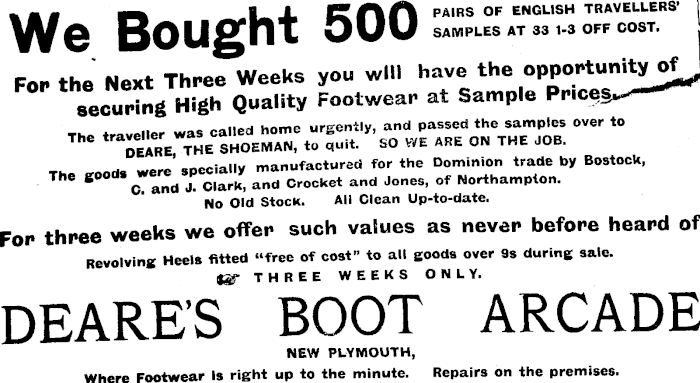 We Bought 500 PAIRS OF ENGLISH TRAVELLERS'
SAMPLES AT 33 1-3 OFF COST.
For the Next Three Weeks you will have the opportunity of
securing High Quality Footwear at Sample Prices.
The traveller was called home urgently, and passed the samples over to
DEARE, THE SHOEMAN, to quit. SO WE ARE ON THE JOB.
The goods were specially manufactured for the Dominion trade by Bostock,
C. and J. Clark, and Crocket and Jones, of Northampton.
No Old Stock. All Clean Up-to-date.
For three weeks we offer such values as never before heard of
Revolving Heels fitted "free of cost" to all goods over 9s during sale.
☞ THREE WEEKS ONLY.
DEARE'S BOOT ARCADE
NEW PLYMOUTH,
Where Footwear is right up to the minute. Repairs on the premises.